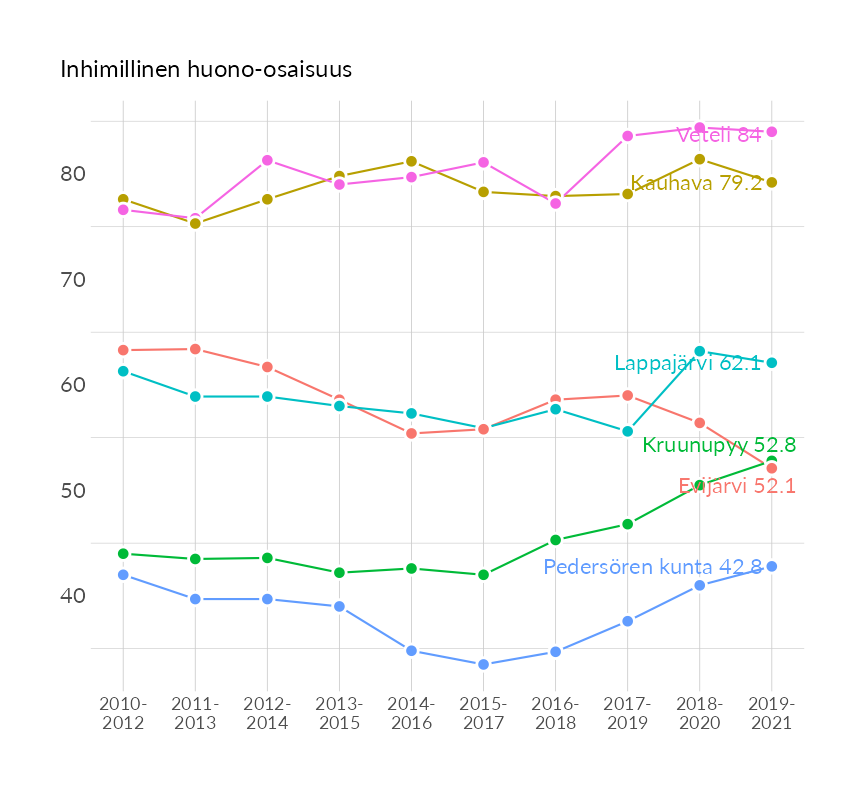 Inhimillinen huono-osaisuus
Veteli 84
80
Kauhava 79.2
70
Lappajärvi 62.1
60
Kruunupyy 52.8
50
Evijärvi 52.1
Pedersören kunta 42.8
40
2010- 2011- 2012- 2013- 2014- 2015- 2016- 2017- 2018- 2019-
2012 2013 2014 2015 2016 2017 2018 2019 2020 2021